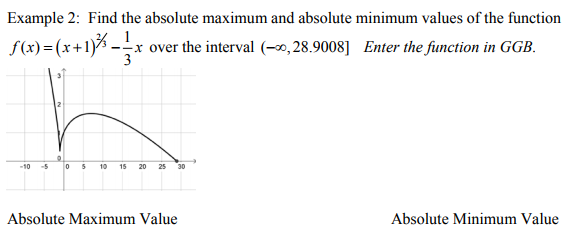 Example 2: Find the absolute maximum and absolute minimum values of the function
f(x) = (x+1)^⅔ − 1/3 x over the interval (−∞, 28.9008] Enter the function in GGB.
3
2
0
-10 -5 0 5 10 15 20 25 30
Absolute Maximum Value Absolute Minimum Value